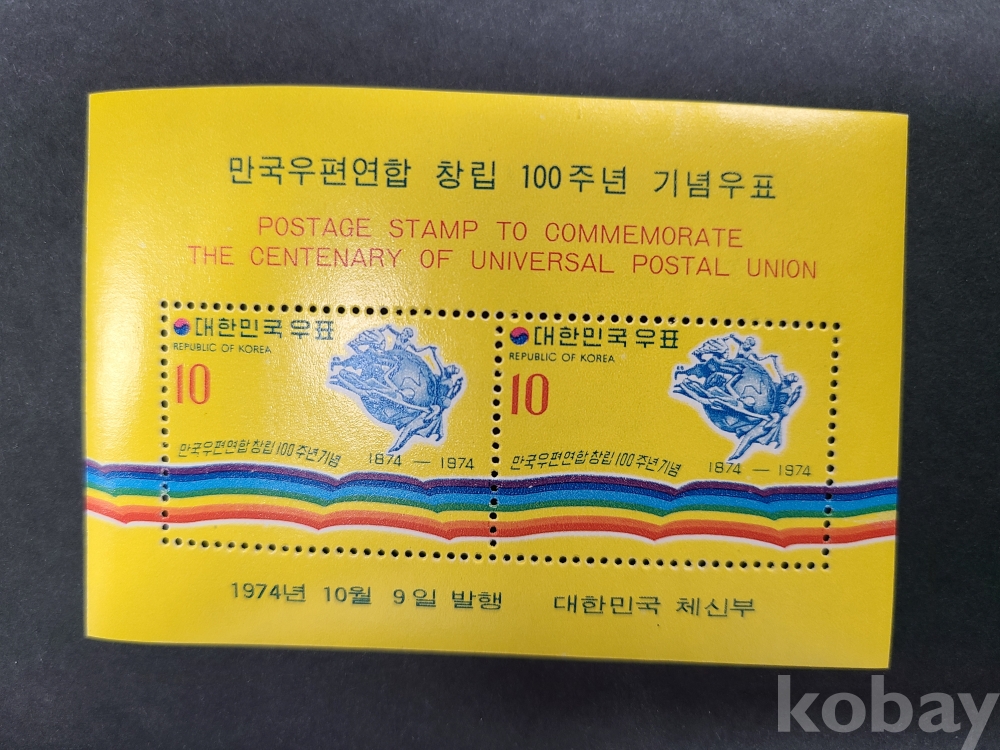 만국우편연합 창립 100주년 기념우표
POSTAGE STAMP TO COMMEMORATE
THE CENTENARY OF UNIVERSAL POSTAL UNION
대한민국우표
REPUBLIC OF KOREA
10
만국우편연합창립100주년기념
1874 — 1974
대한민국우표
REPUBLIC OF KOREA
10
만국우편연합창립100주년기념
1874 — 1974
1974년 10월 9일 발행 대한민국 체신부
kobay